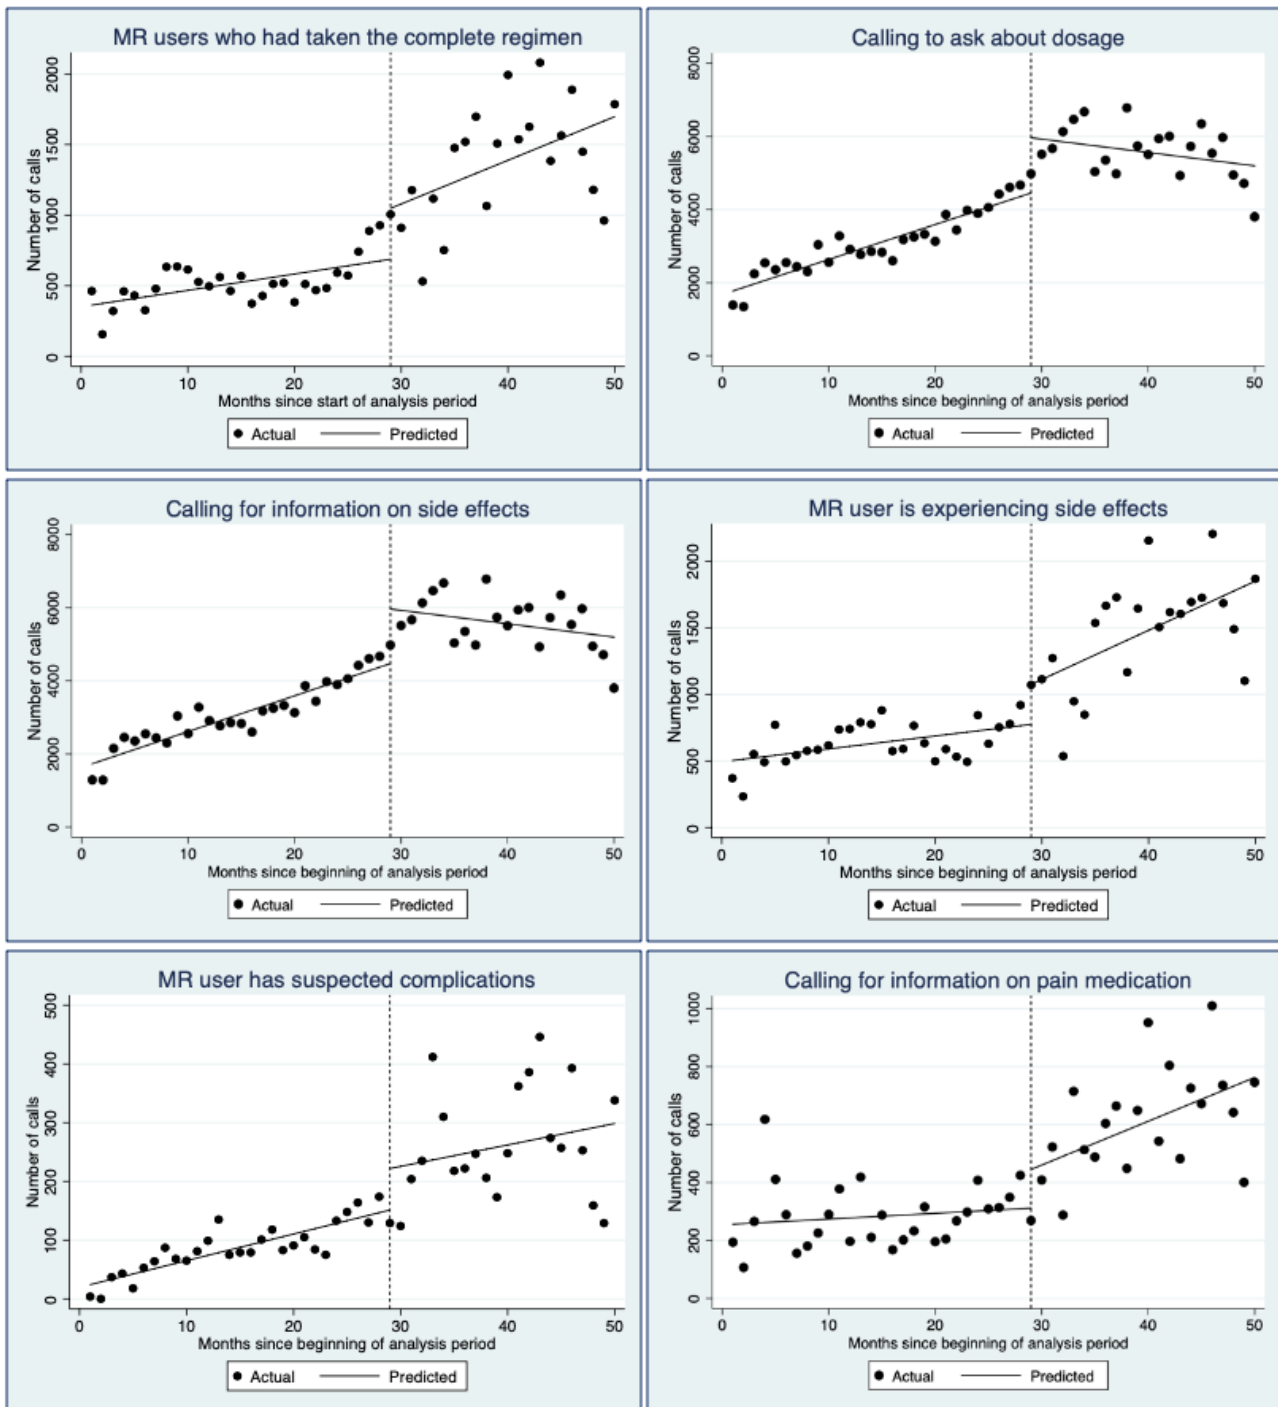 MR users who had taken the complete regimen
Number of calls
2000
1500
1000
500
0
0 10 20 30 40 50
Months since start of analysis period
Actual Predicted
Calling to ask about dosage
Number of calls
8000
6000
4000
2000
0
0 10 20 30 40 50
Months since beginning of analysis period
Actual Predicted
Calling for information on side effects
Number of calls
8000
6000
4000
2000
0
0 10 20 30 40 50
Months since beginning of analysis period
Actual Predicted
MR user is experiencing side effects
Number of calls
2000
1500
1000
500
0
0 10 20 30 40 50
Months since beginning of analysis period
Actual Predicted
MR user has suspected complications
Number of calls
500
400
300
200
100
0
0 10 20 30 40 50
Months since beginning of analysis period
Actual Predicted
Calling for information on pain medication
Number of calls
1000
800
600
400
200
0
0 10 20 30 40 50
Months since beginning of analysis period
Actual Predicted